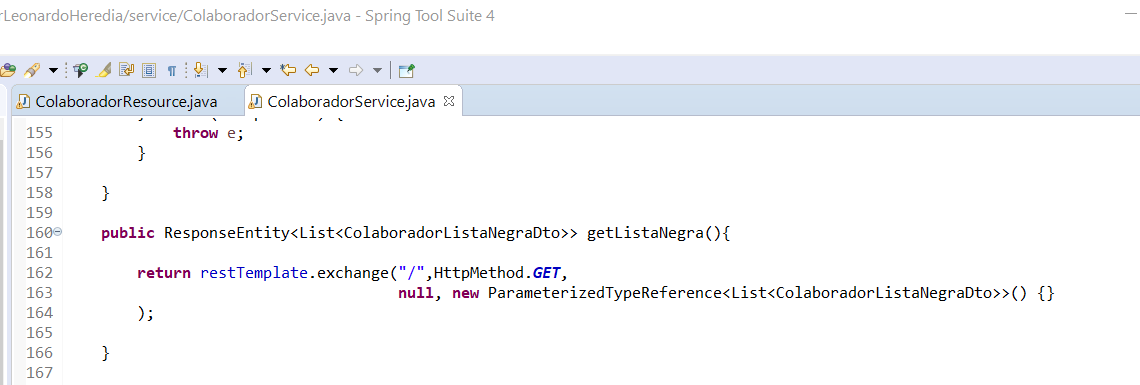 rLeonardoHeredia/service/ColaboradorService.java - Spring Tool Suite 4
ColaboradorResource.java ColaboradorService.java
155 throw e;
156 }
157
158 }
159
160 public ResponseEntity<List<ColaboradorListaNegraDto>> getListaNegra(){
161
162 return restTemplate.exchange("/",HttpMethod.GET,
163 null, new ParameterizedTypeReference<List<ColaboradorListaNegraDto>>() {}
164 );
165
166 }
167